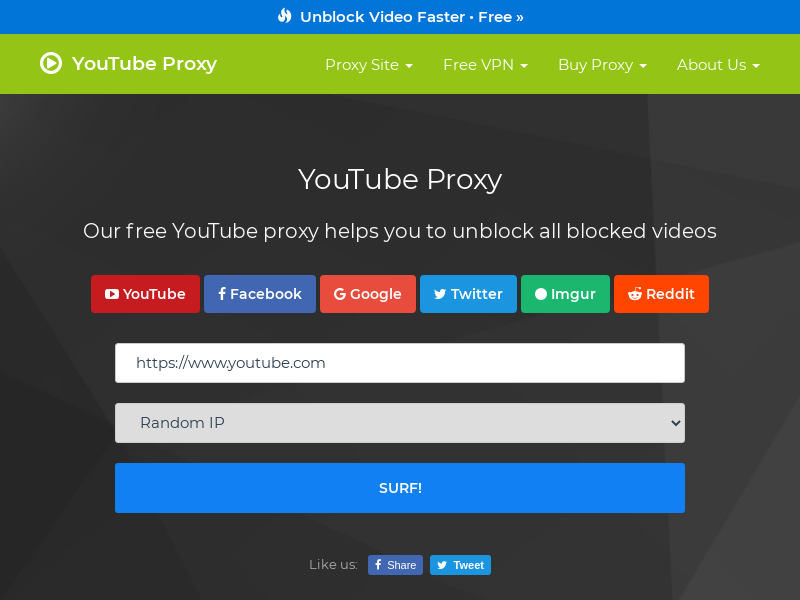 Unblock Video Faster • Free »
YouTube Proxy
Proxy Site
Free VPN
Buy Proxy
About Us
YouTube Proxy
Our free YouTube proxy helps you to unblock all blocked videos
YouTube
Facebook
Google
Twitter
Imgur
Reddit
https://www.youtube.com
Random IP
SURF!
Like us:
Share
Tweet